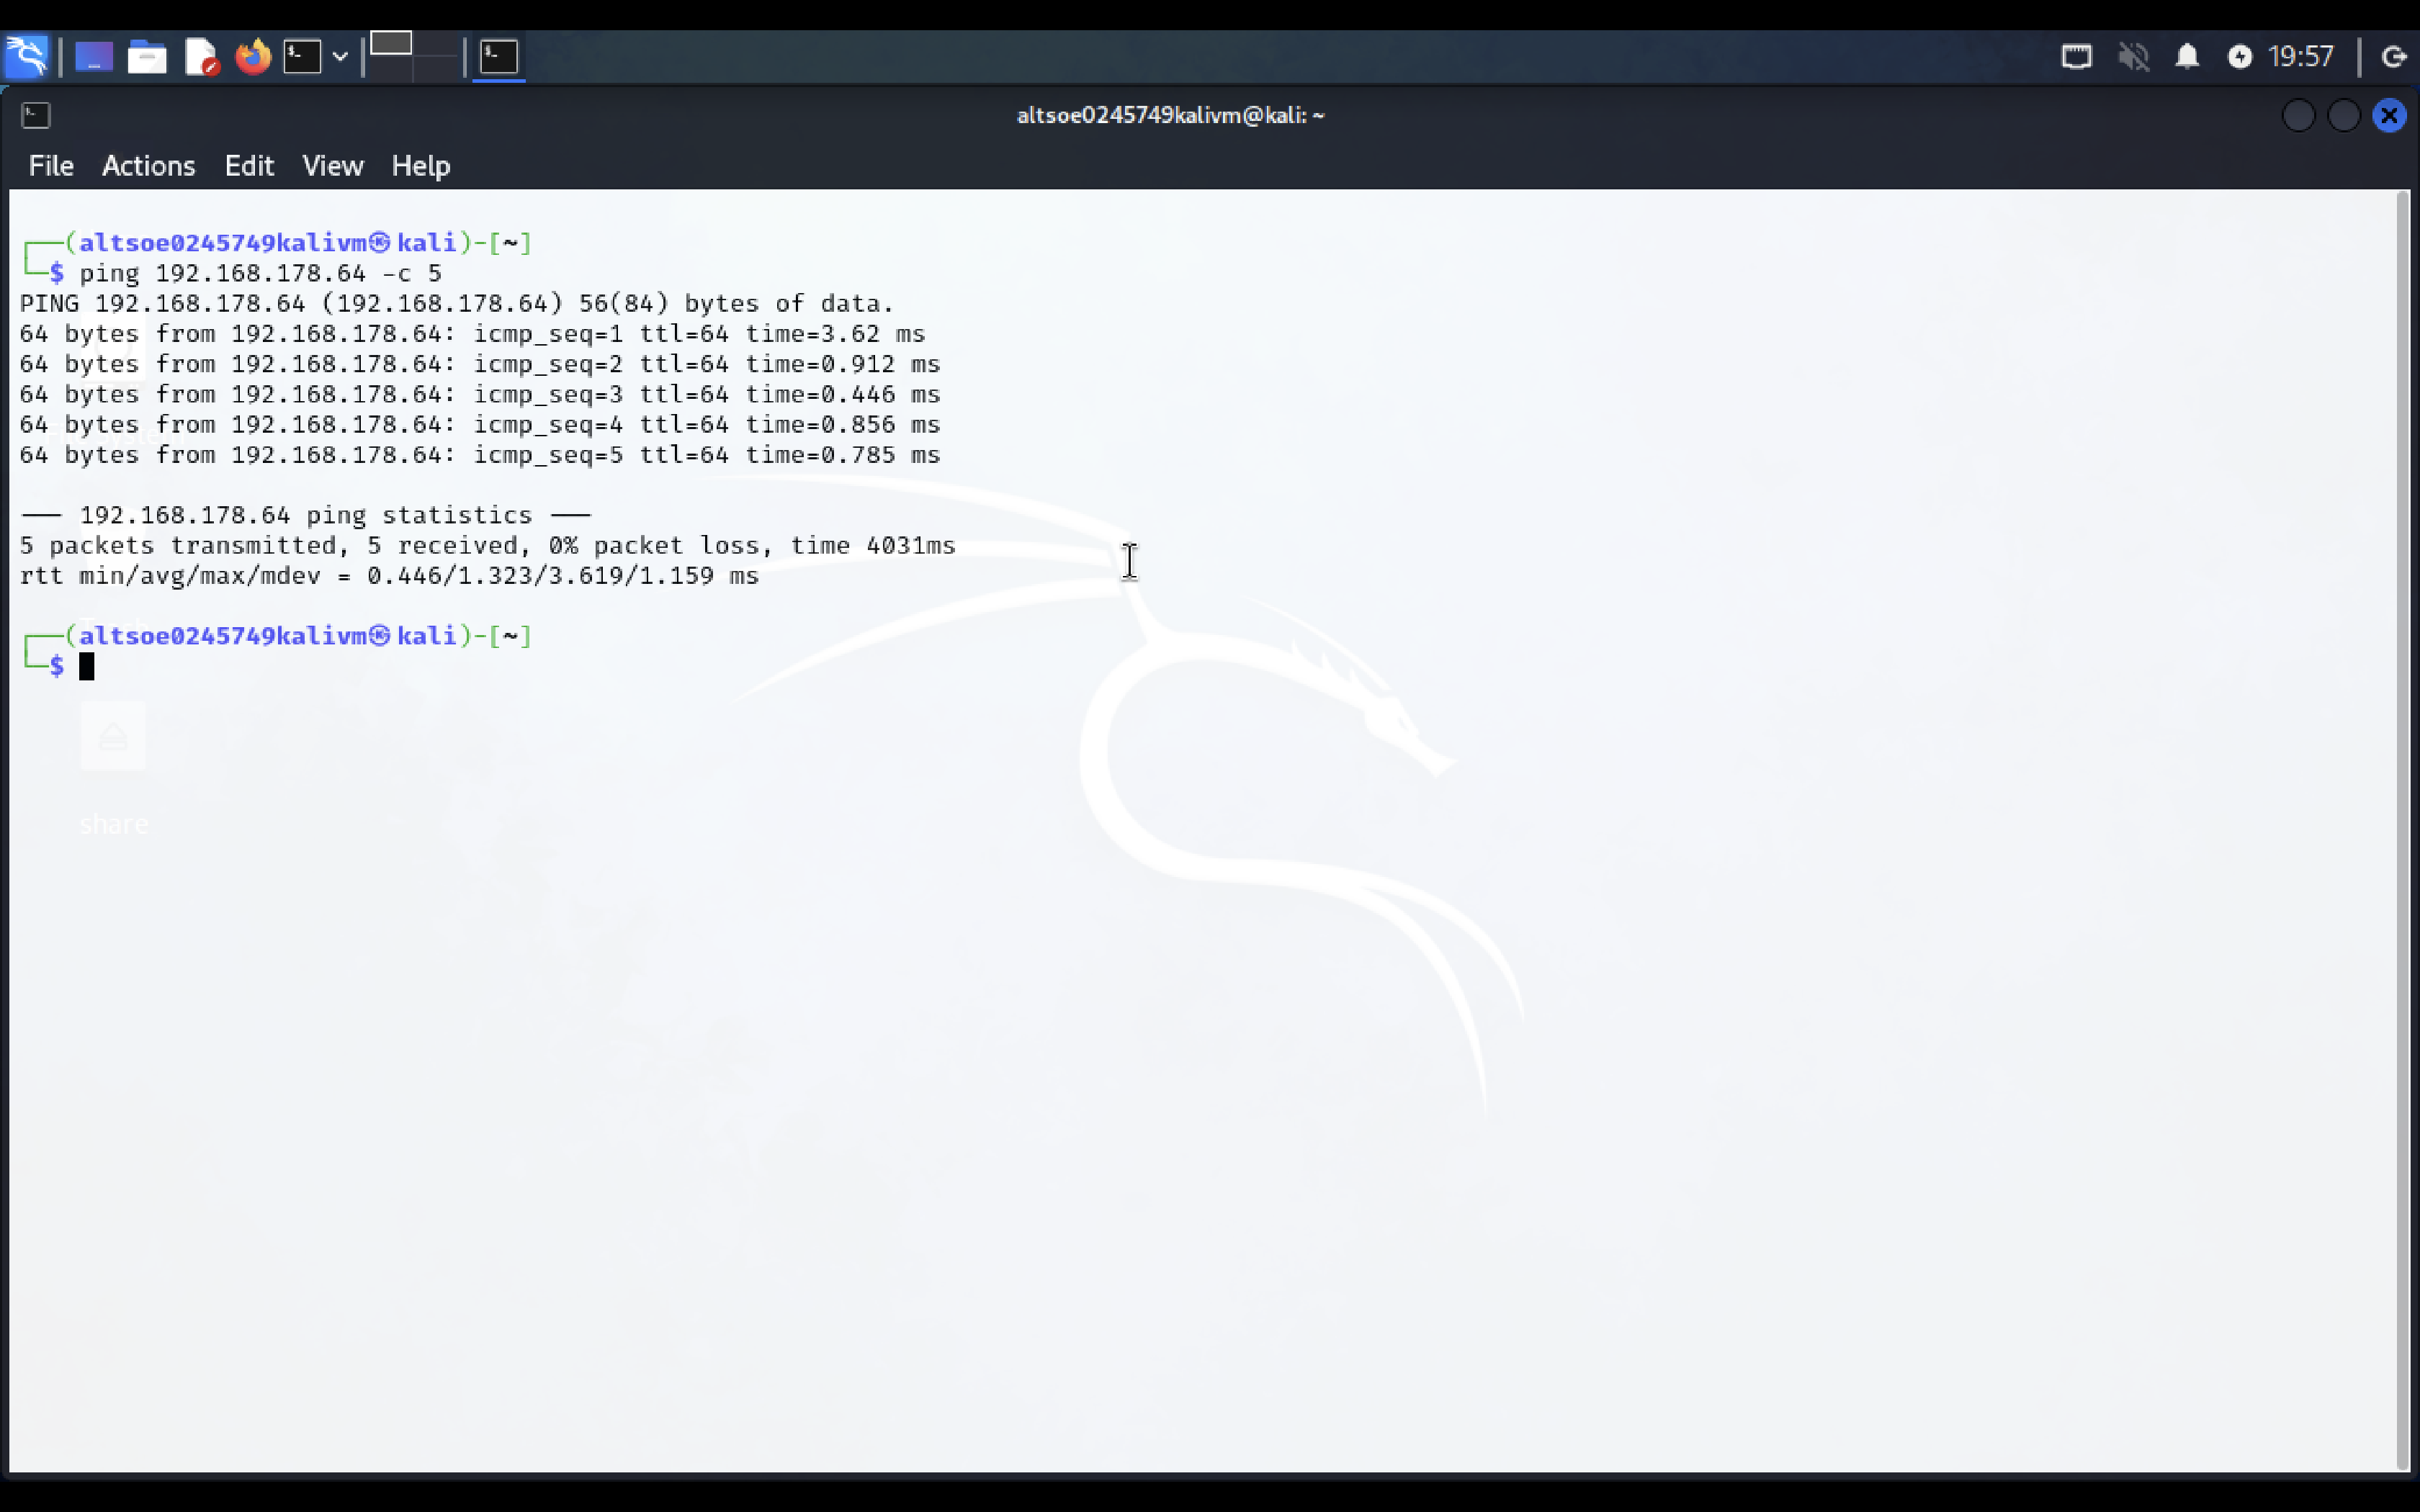 19:57
altsoe0245749kalivm@kali: ~
File Actions Edit View Help
┌──(altsoe0245749kalivm㉿kali)-[~]
└─$ ping 192.168.178.64 -c 5
PING 192.168.178.64 (192.168.178.64) 56(84) bytes of data.
64 bytes from 192.168.178.64: icmp_seq=1 ttl=64 time=3.62 ms
64 bytes from 192.168.178.64: icmp_seq=2 ttl=64 time=0.912 ms
64 bytes from 192.168.178.64: icmp_seq=3 ttl=64 time=0.446 ms
64 bytes from 192.168.178.64: icmp_seq=4 ttl=64 time=0.856 ms
64 bytes from 192.168.178.64: icmp_seq=5 ttl=64 time=0.785 ms
--- 192.168.178.64 ping statistics ---
5 packets transmitted, 5 received, 0% packet loss, time 4031ms
rtt min/avg/max/mdev = 0.446/1.323/3.619/1.159 ms
┌──(altsoe0245749kalivm㉿kali)-[~]
└─$
share